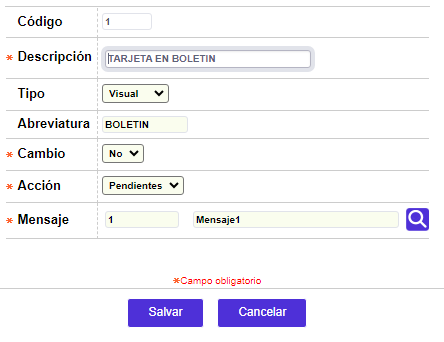 Código 1
* Descripción TARJETA EN BOLETIN
Tipo Visual
Abreviatura BOLETIN
* Cambio No
* Acción Pendientes
* Mensaje 1 Mensaje1
*Campo obligatorio
Salvar Cancelar